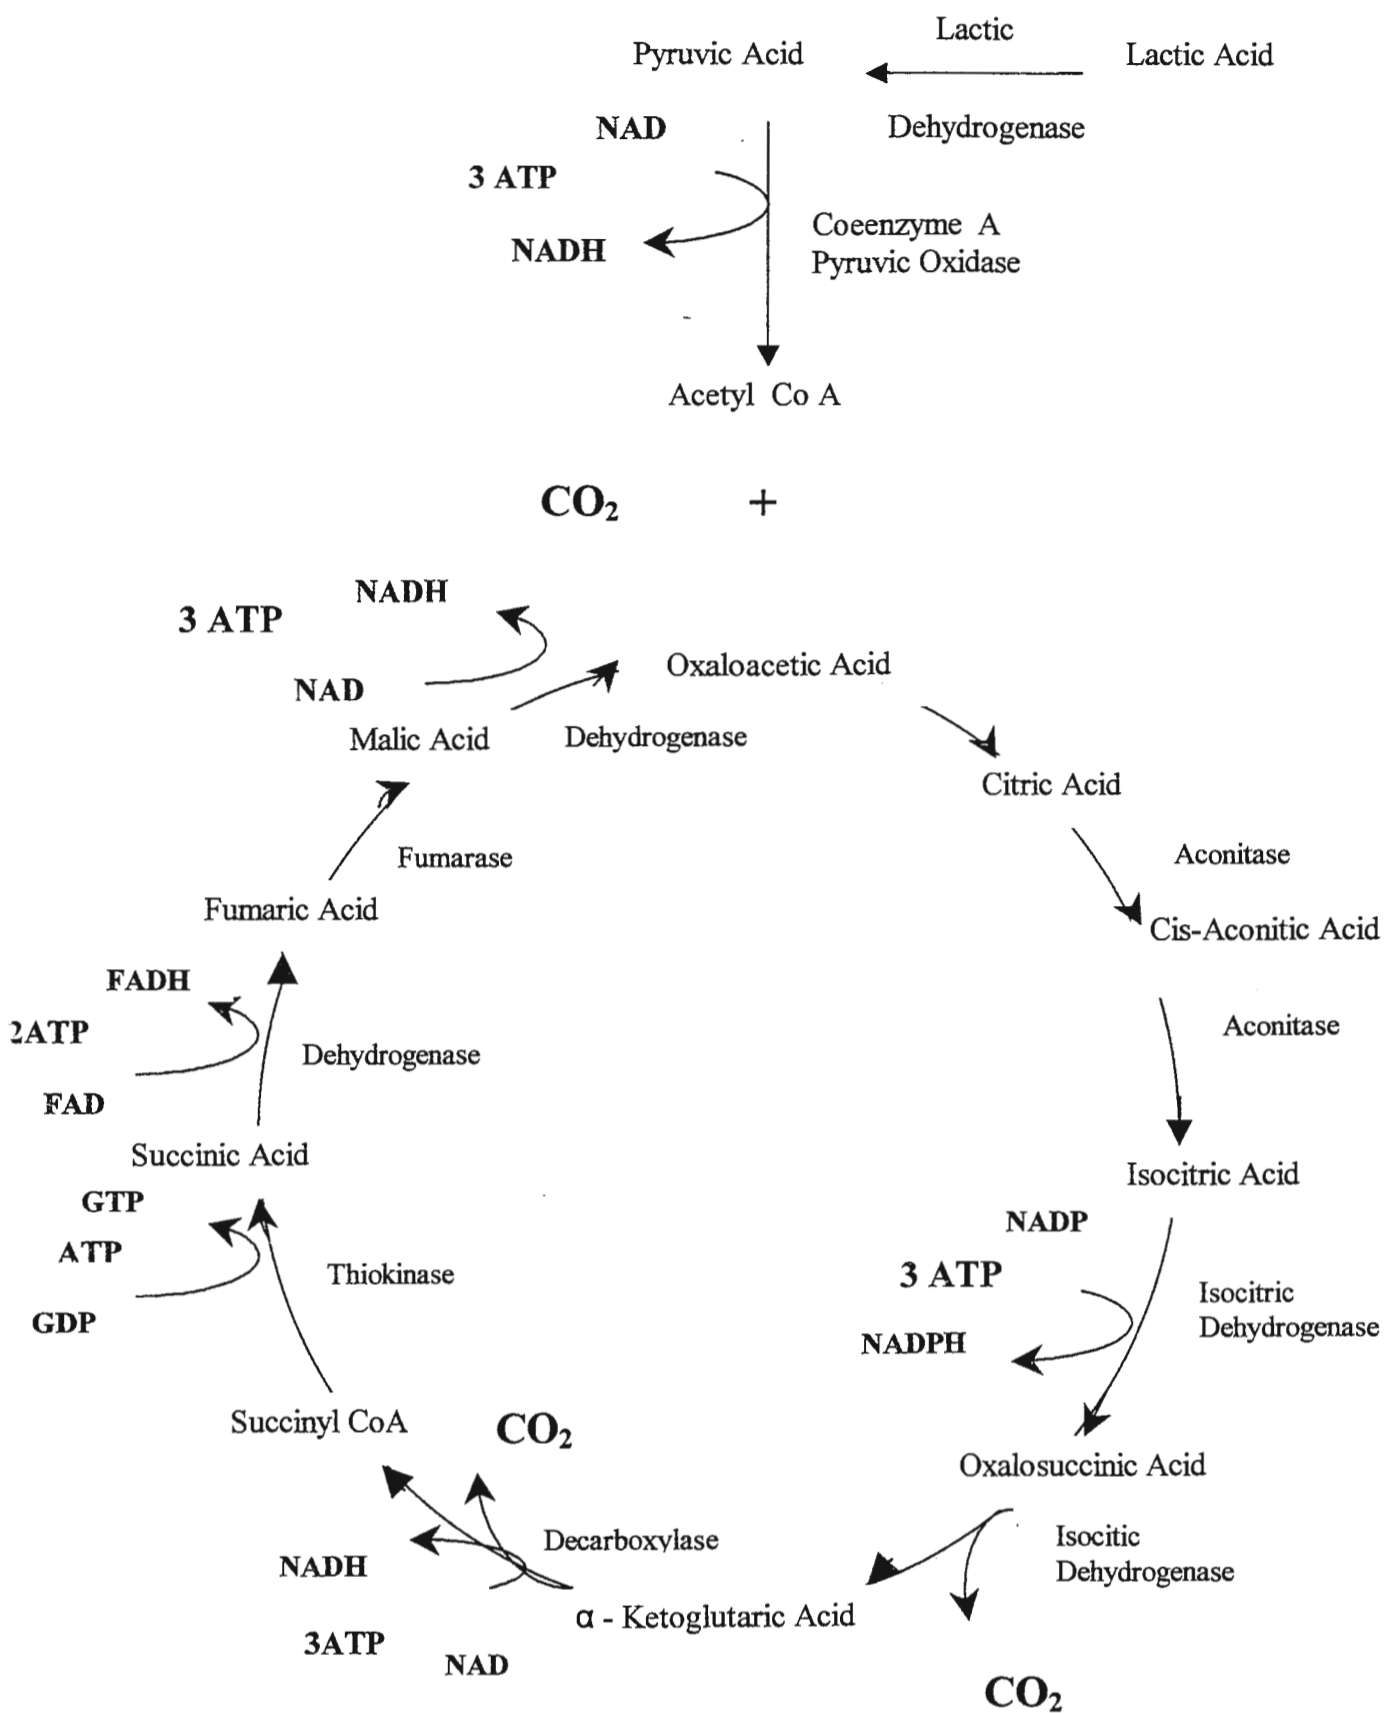 Lactic
Pyruvic Acid
Lactic Acid
NAD
Dehydrogenase
3 ATP
Coeenzyme A
NADH
Pyruvic Oxidase
Acetyl Co A
CO₂ +
NADH
3 ATP
Oxaloacetic Acid
NAD
Malic Acid
Dehydrogenase
Citric Acid
Fumarase
Aconitase
Fumaric Acid
Cis-Aconitic Acid
FADH
2ATP
Aconitase
Dehydrogenase
FAD
Succinic Acid
Isocitric Acid
GTP
NADP
ATP
Thiokinase
3 ATP
Isocitric
Dehydrogenase
GDP
NADPH
Succinyl CoA
CO₂
Oxalosuccinic Acid
Decarboxylase
Isocitic
Dehydrogenase
NADH
α - Ketoglutaric Acid
3ATP
NAD
CO₂